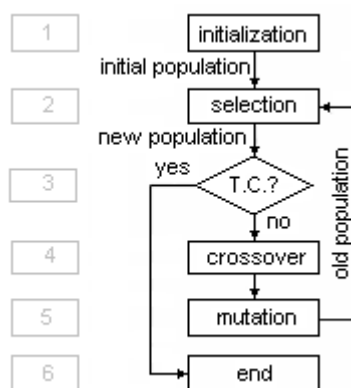 1
initialization
initial population
2
selection
new population
yes
3
T.C.?
no
old population
4
crossover
5
mutation
6
end